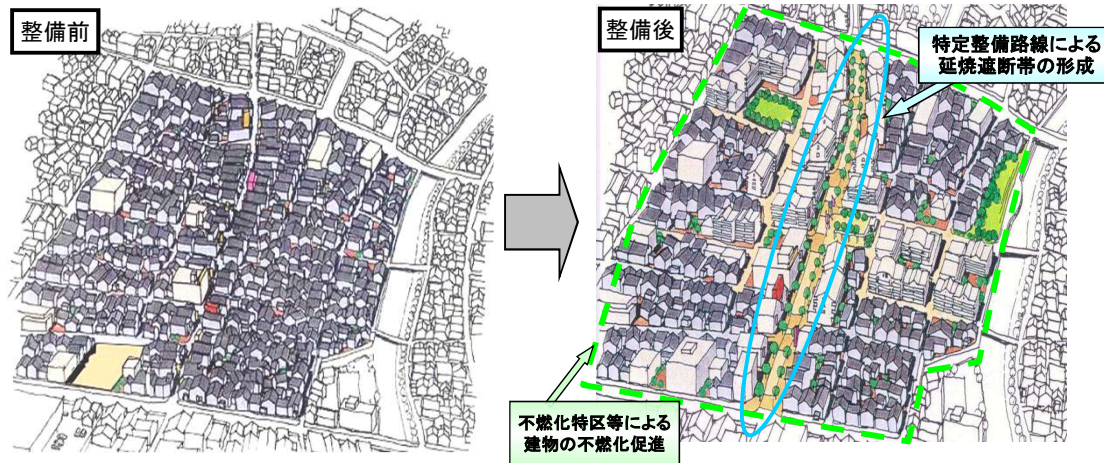 整備前
整備後
特定整備路線による
延焼遮断帯の形成
不燃化特区等による
建物の不燃化促進